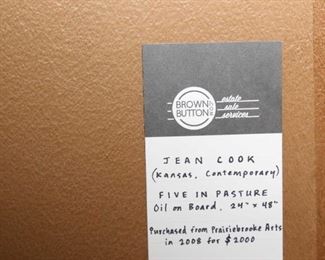 BROWN
BUTTON
estate
sale
services
JEAN COOK
(Kansas, Contemporary)
FIVE IN PASTURE
Oil on Board, 24" x 48"
Purchased from Prairiebrooke Arts
in 2008 for $2000